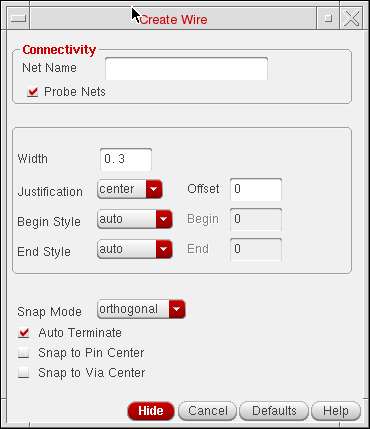 Create Wire
Connectivity
Net Name
Probe Nets
Width 0.3
Justification center Offset 0
Begin Style auto Begin 0
End Style auto End 0
Snap Mode orthogonal
Auto Terminate
Snap to Pin Center
Snap to Via Center
Hide Cancel Defaults Help